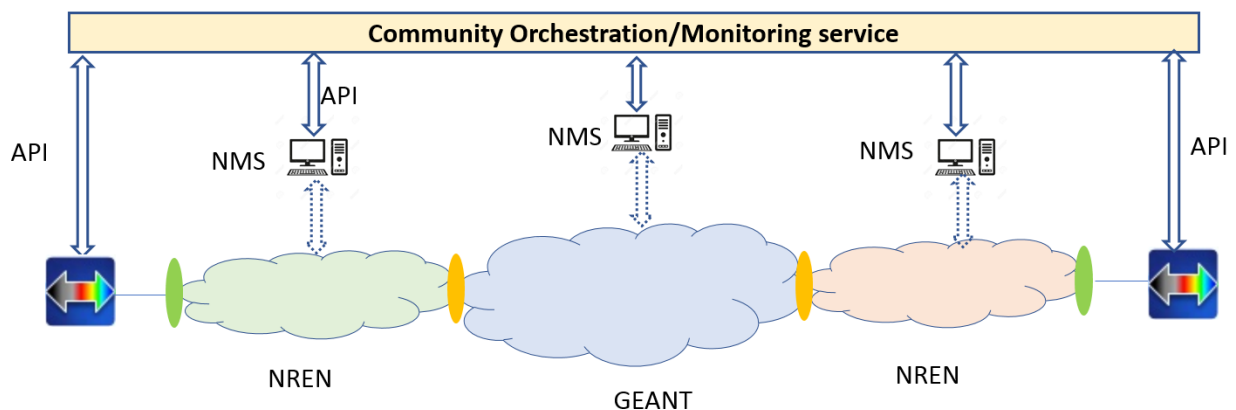 Community Orchestration/Monitoring service
API
API
NMS
NMS
NMS
API
NREN
GEANT
NREN